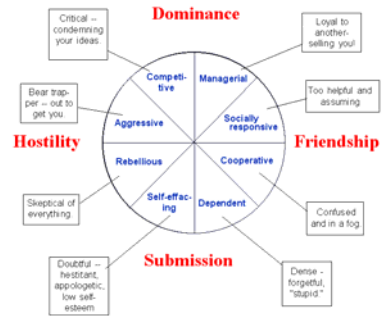 Dominance
Critical --
condemning
your ideas.
Loyal to
another-
selling you!
Competi-
tive
Managerial
Bear trap-
per -- out to
get you.
Too helpful and
assuming.
Aggressive
Socially
responsive
Hostility
Friendship
Rebellious
Cooperative
Self-effac-
ing
Dependent
Skeptical of
everything.
Confused
and in a fog.
Submission
Doubtful --
hestitant,
appologetic,
low self-
esteem
Dense -
forgetful,
"stupid."